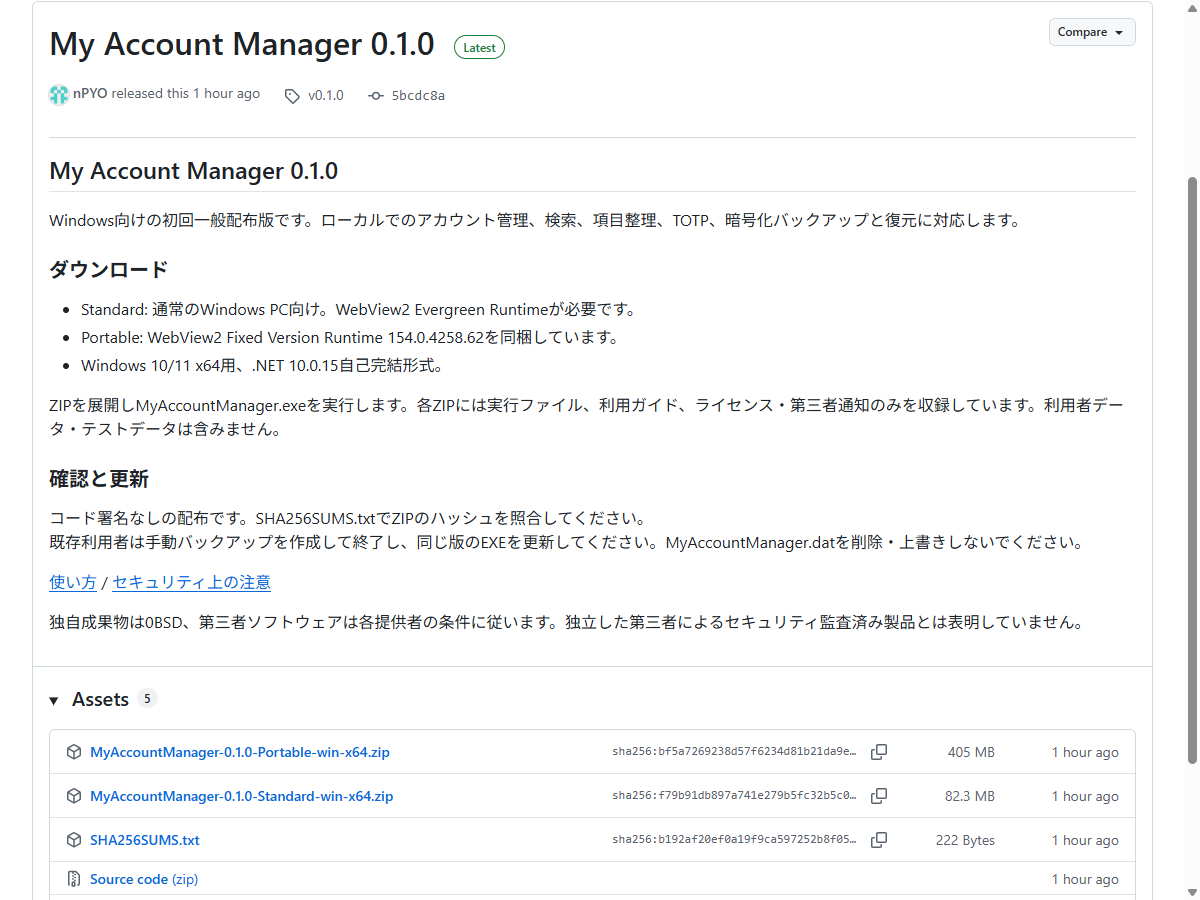 My Account Manager 0.1.0 Latest Compare
nPYO released this 1 hour ago v0.1.0 5bcdc8a
My Account Manager 0.1.0
Windows向けの初回一般配布版です。ローカルでのアカウント管理、検索、項目整理、TOTP、暗号化バックアップと復元に対応します。
ダウンロード
Standard: 通常のWindows PC向け。WebView2 Evergreen Runtimeが必要です。
Portable: WebView2 Fixed Version Runtime 154.0.4258.62を同梱しています。
Windows 10/11 x64用、.NET 10.0.15自己完結形式。
ZIPを展開しMyAccountManager.exeを実行します。各ZIPには実行ファイル、利用ガイド、ライセンス・第三者通知のみを収録しています。利用者デー
タ・テストデータは含みません。
確認と更新
コード署名なしの配布です。SHA256SUMS.txtでZIPのハッシュを照合してください。
既存利用者は手動バックアップを作成して終了し、同じ版のEXEを更新してください。MyAccountManager.datを削除・上書きしないでください。
使い方 / セキュリティ上の注意
独自成果物は0BSD、第三者ソフトウェアは各提供者の条件に従います。独立した第三者によるセキュリティ監査済み製品とは表明していません。
Assets 5
MyAccountManager-0.1.0-Portable-win-x64.zip sha256:bf5a7269238d57f6234d81b21da9e… 405 MB 1 hour ago
MyAccountManager-0.1.0-Standard-win-x64.zip sha256:f79b91db897a741e279b5fc32b5c0… 82.3 MB 1 hour ago
SHA256SUMS.txt sha256:b192af20ef0a19f9ca597252b8f05… 222 Bytes 1 hour ago
Source code (zip) 1 hour ago